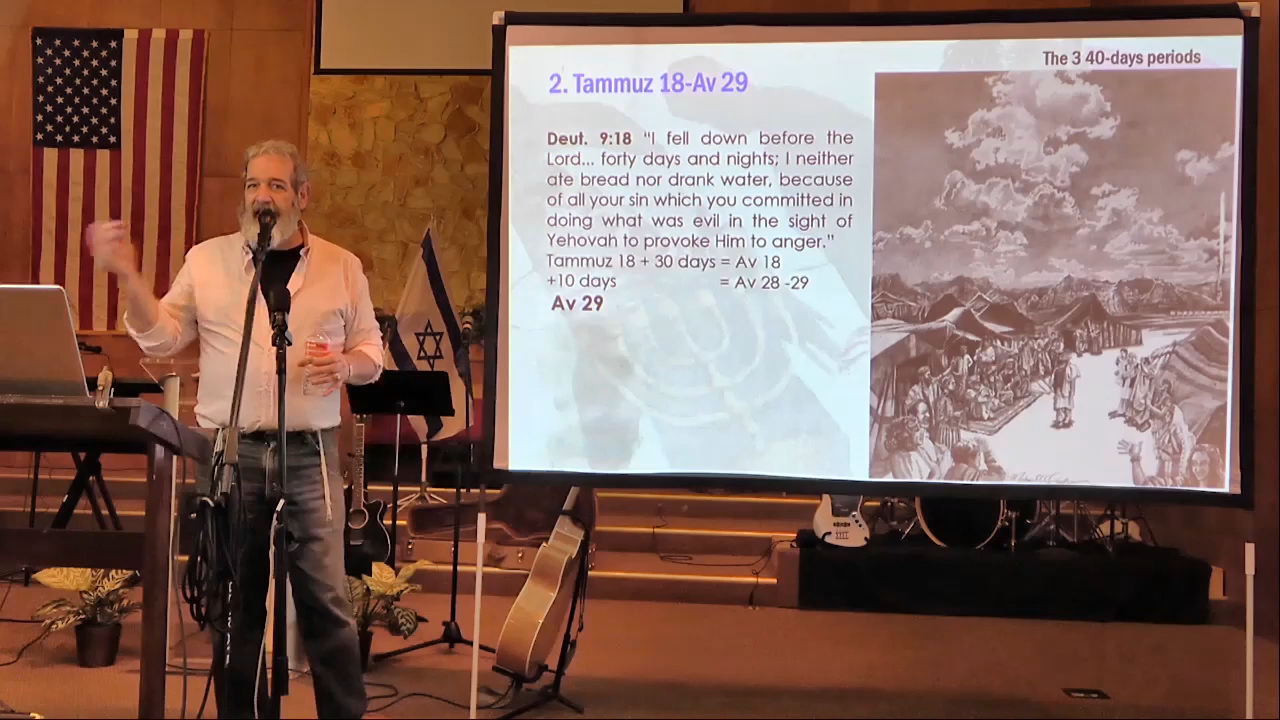 The 3 40-days periods
2. Tammuz 18-Av 29
Deut. 9:18 “I fell down before the
Lord... forty days and nights; I neither
ate bread nor drank water, because
of all your sin which you committed in
doing what was evil in the sight of
Yehovah to provoke Him to anger.”
Tammuz 18 + 30 days = Av 18
+10 days = Av 28 -29
Av 29